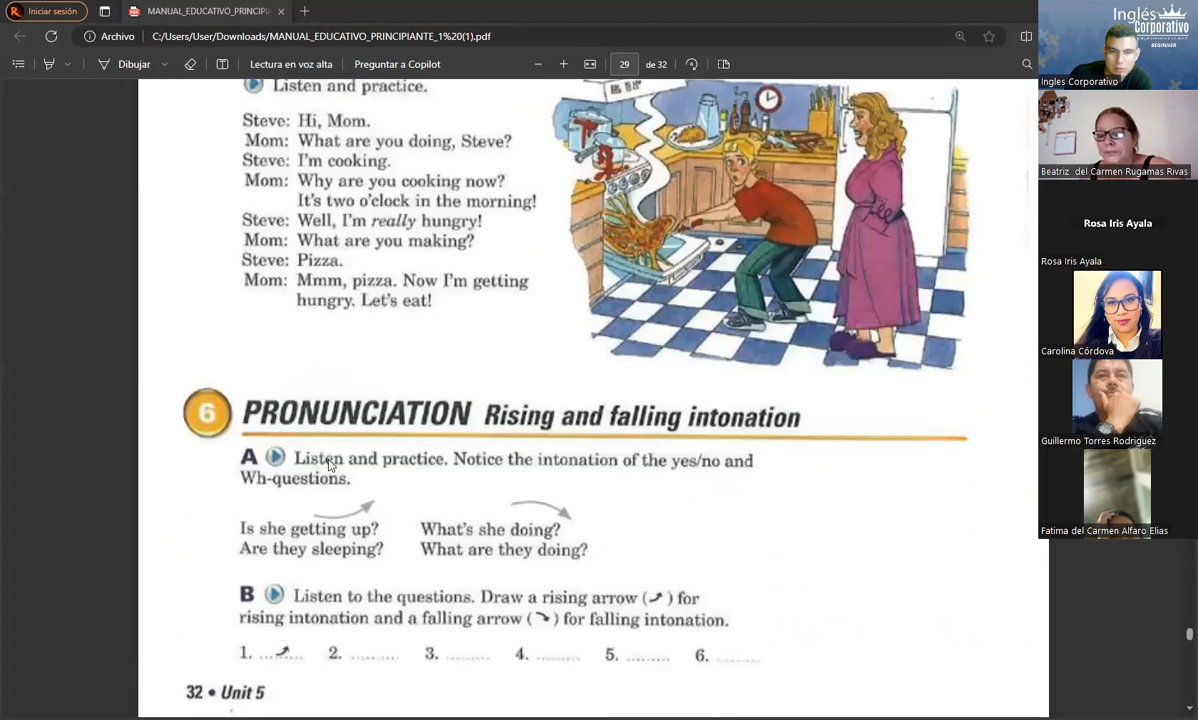 Iniciar sesión
MANUAL_EDUCATIVO_PRINCIPIA
Archivo
C:/Users/User/Downloads/MANUAL_EDUCATIVO_PRINCIPIANTE_1%20(1).pdf
Dibujar
Lectura en voz alta
Preguntar a Copilot
29
de 32
Listen and practice.
Steve: Hi, Mom.
Mom: What are you doing, Steve?
Steve: I'm cooking.
Mom: Why are you cooking now?
It's two o'clock in the morning!
Steve: Well, I'm really hungry!
Mom: What are you making?
Steve: Pizza.
Mom: Mmm, pizza. Now I'm getting
hungry. Let's eat!
6 PRONUNCIATION Rising and falling intonation
A Listen and practice. Notice the intonation of the yes/no and
Wh-questions.
Is she getting up? What's she doing?
Are they sleeping? What are they doing?
B Listen to the questions. Draw a rising arrow ( ) for
rising intonation and a falling arrow ( ) for falling intonation.
1. 2. 3. 4. 5. 6.
32 • Unit 5
Inglés
Corporativo
BEGINNER
Ingles Corporativo
Beatriz del Carmen Rugamas Rivas
Rosa Iris Ayala
Rosa Iris Ayala
Carolina Córdova
Guillermo Torres Rodriguez
Fatima del Carmen Alfaro Elias